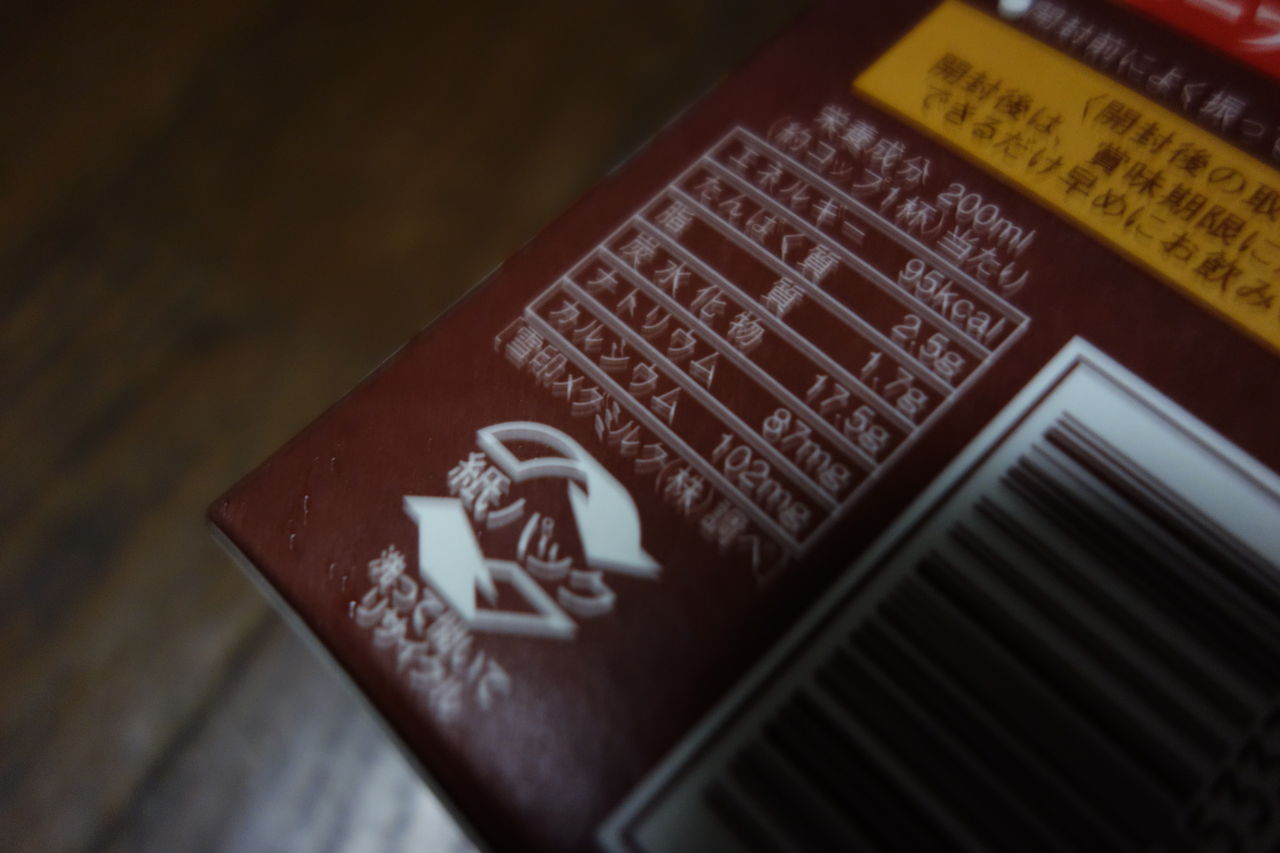 ニス
開封前によく振っ
〈開封後の取
開封後は、賞味期限に
できるだけ早めにお飲み
栄養成分 200ml
(約コップ1杯)当たり
エネルギー 95kcal
たんぱく質 2.5g
脂質 1.7g
炭水化物 17.5g
ナトリウム 87mg
カルシウム 102mg
〔雪印メグミルク(株)調べ〕
紙パック
洗って開いて
リサイクル